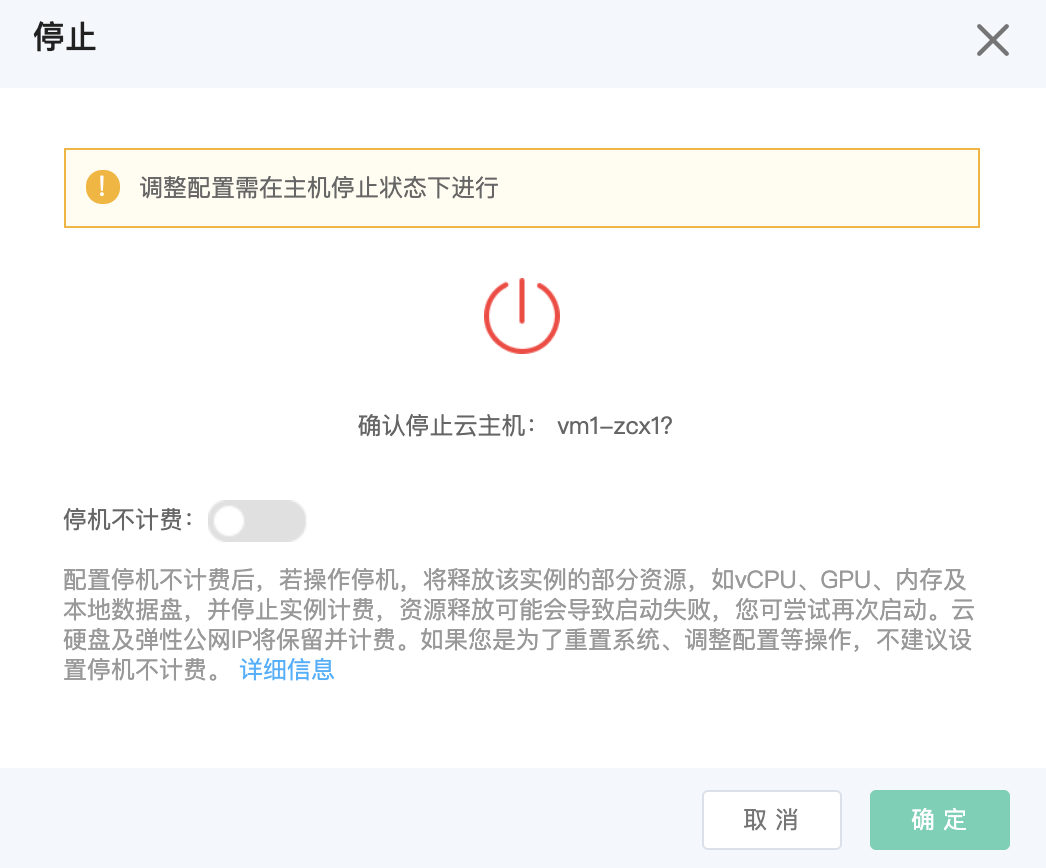 停止
调整配置需在主机停止状态下进行
确认停止云主机： vm1-zcx1?
停机不计费：
配置停机不计费后，若操作停机，将释放该实例的部分资源，如vCPU、GPU、内存及
本地数据盘，并停止实例计费，资源释放可能会导致启动失败，您可尝试再次启动。云
硬盘及弹性公网IP将保留并计费。如果您是为了重置系统、调整配置等操作，不建议设
置停机不计费。 详细信息
取 消
确 定